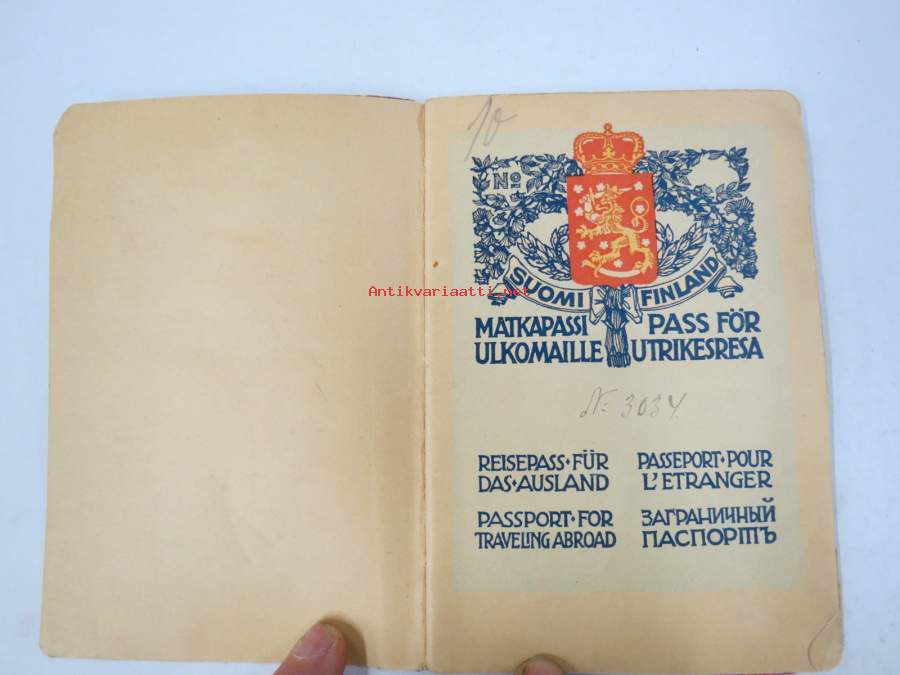 10
No
SUOMI FINLAND
Antikvariaatti.net
MATKAPASSI PASS FÖR
ULKOMAILLE UTRIKESRESA
No 3034
REISEPASS·FÜR
DAS·AUSLAND
PASSEPORT·POUR
L'ETRANGER
PASSPORT·FOR
TRAVELING ABROAD
ЗАГРАНИЧНЫЙ
ПАСПОРТЪ